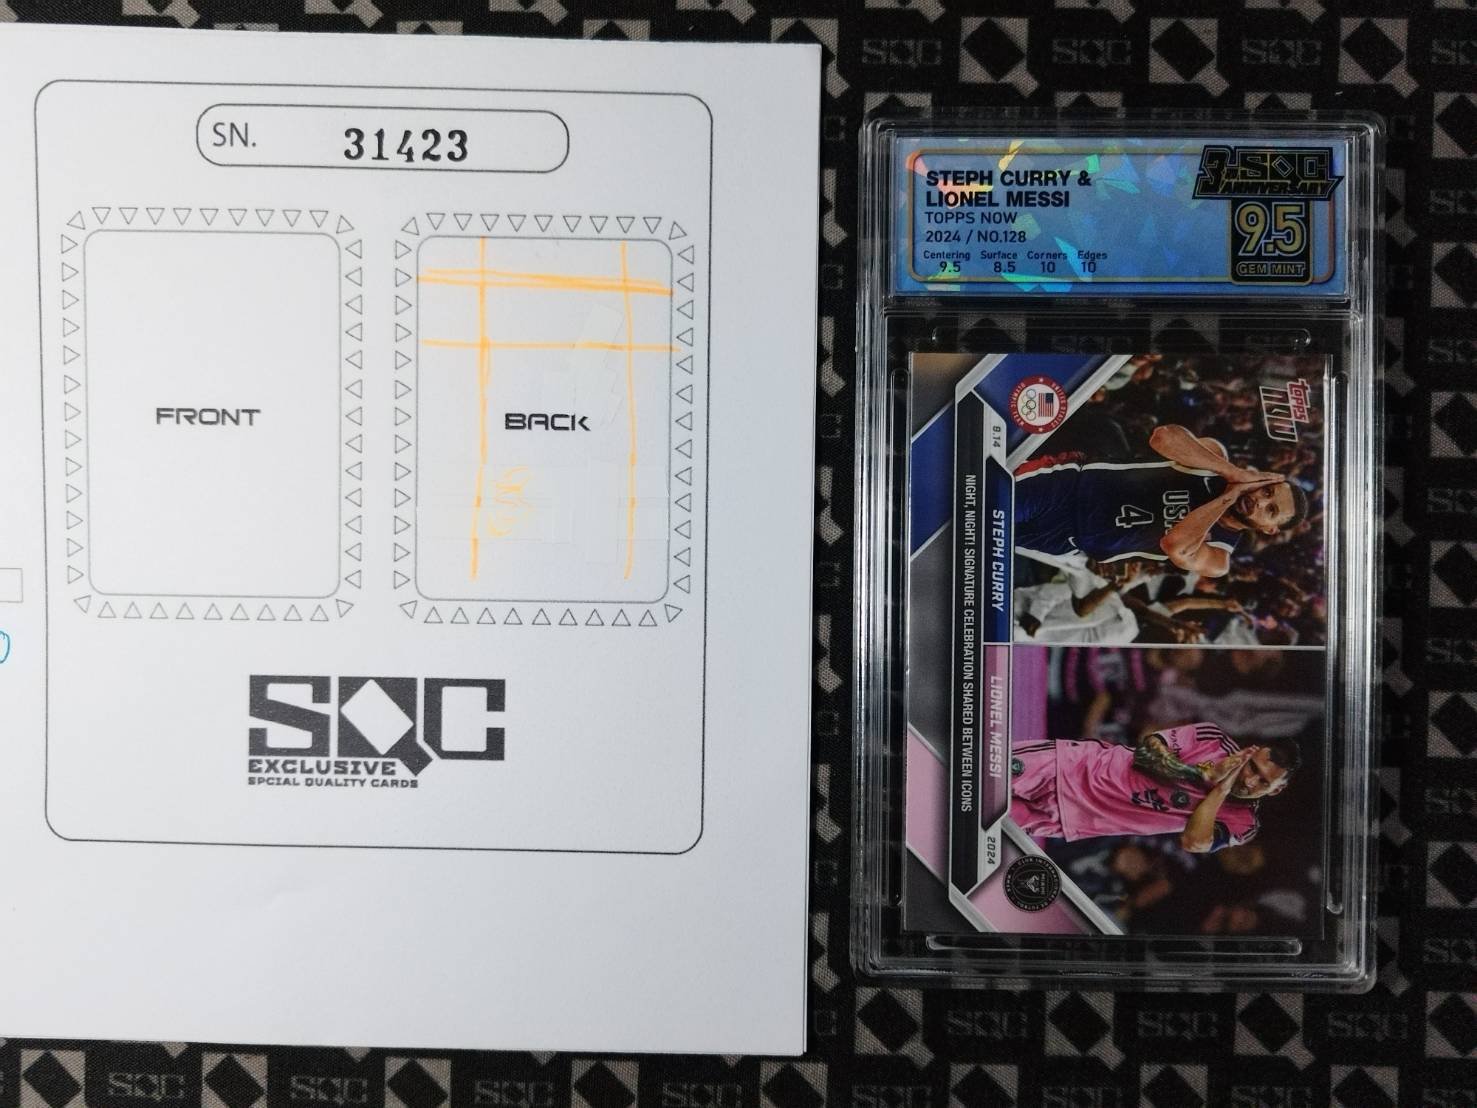 SN. 31423
FRONT
BACK
SQC
EXCLUSIVE
SPCIAL QUALITY CARDS
STEPH CURRY &
LIONEL MESSI
TOPPS NOW
2024 / NO.128
Centering Surface Corners Edges
9.5 8.5 10 10
3RD SQC
ANNIVERSARY
9.5
GEM MINT
topps
NOW
USA
4
8.14
STEPH CURRY
LIONEL MESSI
2024
NIGHT, NIGHT! SIGNATURE CELEBRATION SHARED BETWEEN ICONS